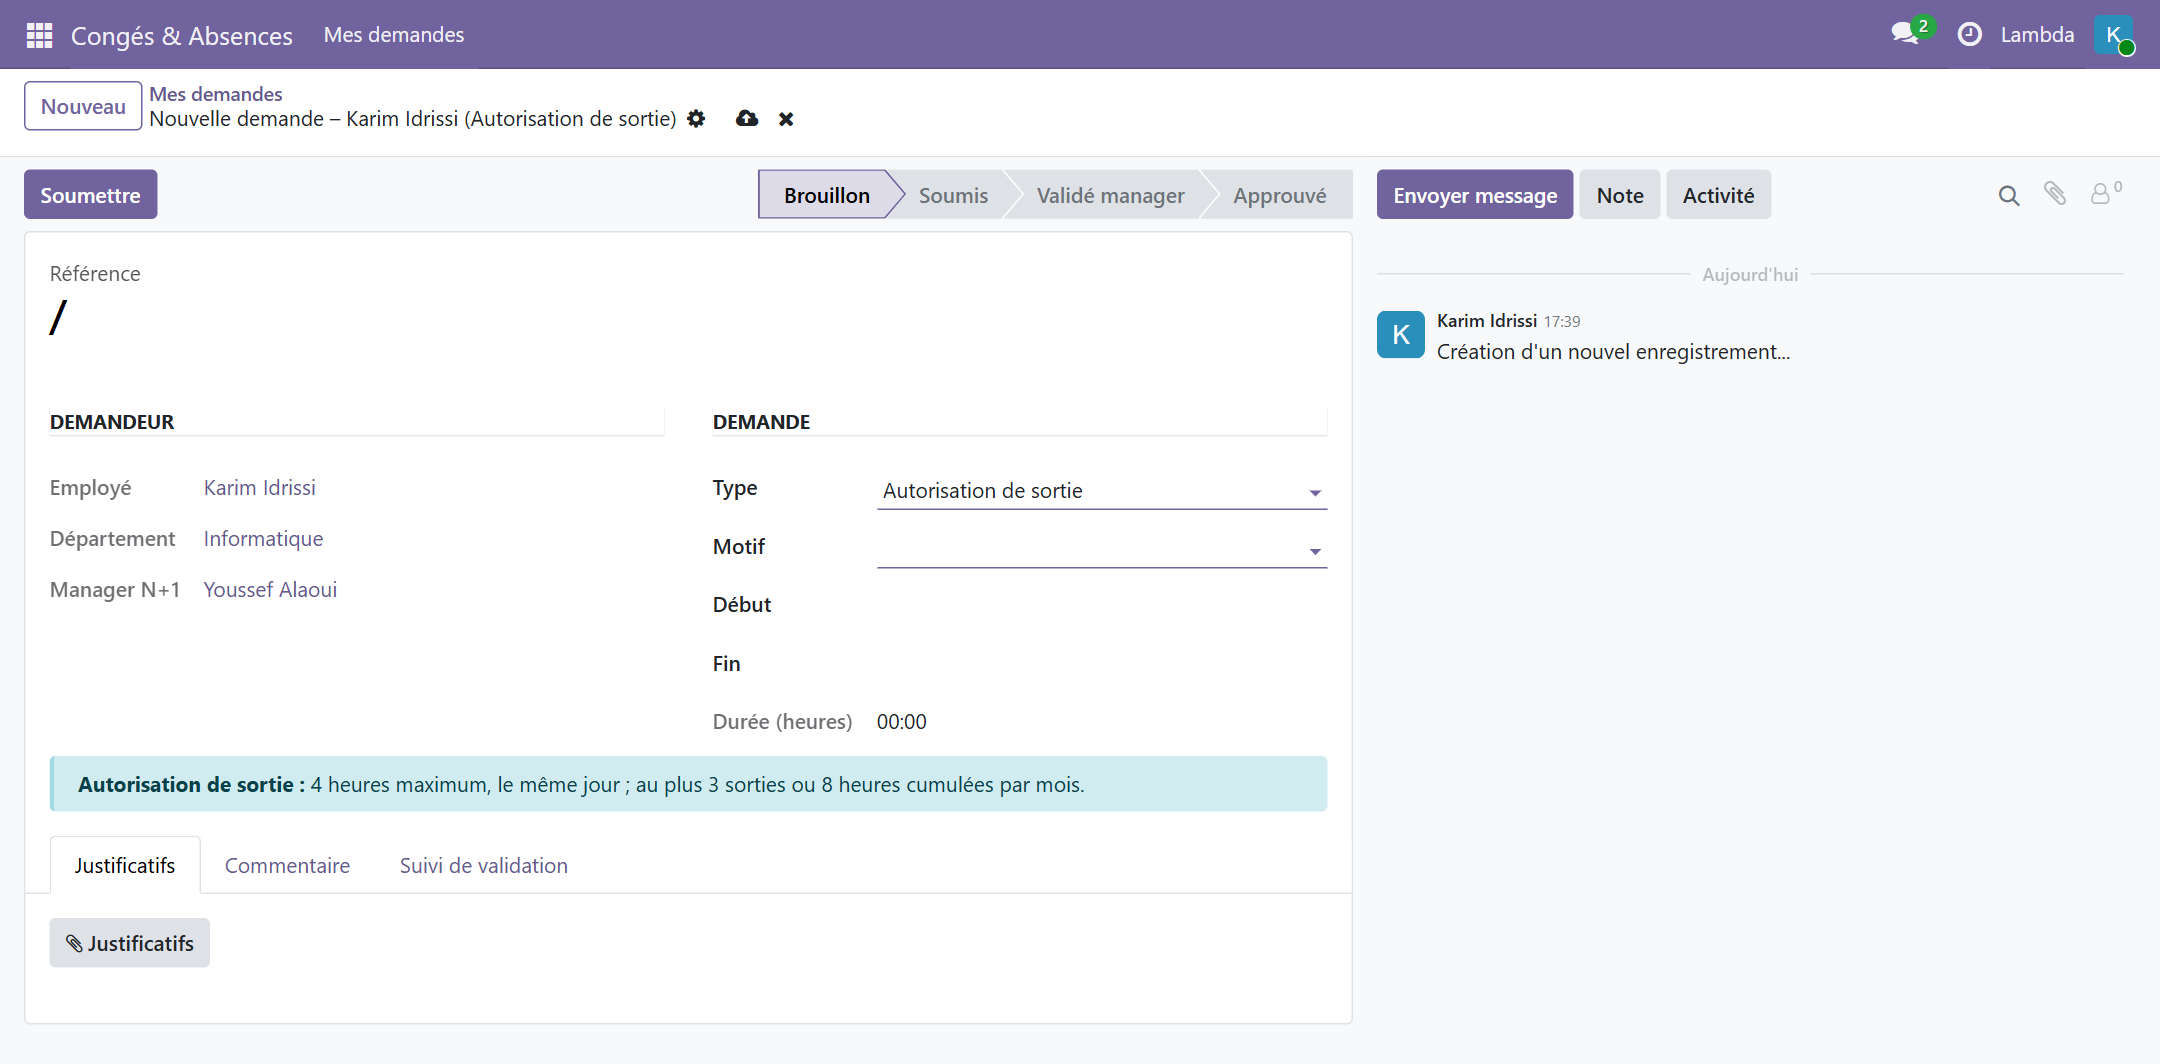 Congés & Absences
Mes demandes
2
Lambda
K
Nouveau
Mes demandes
Nouvelle demande – Karim Idrissi (Autorisation de sortie)
Soumettre
Brouillon
Soumis
Validé manager
Approuvé
Envoyer message
Note
Activité
0
Référence
/
DEMANDEUR
Employé Karim Idrissi
Département Informatique
Manager N+1 Youssef Alaoui
DEMANDE
Type Autorisation de sortie
Motif
Début
Fin
Durée (heures) 00:00
Autorisation de sortie : 4 heures maximum, le même jour ; au plus 3 sorties ou 8 heures cumulées par mois.
Justificatifs
Commentaire
Suivi de validation
Justificatifs
Aujourd'hui
K
Karim Idrissi 17:39
Création d'un nouvel enregistrement...